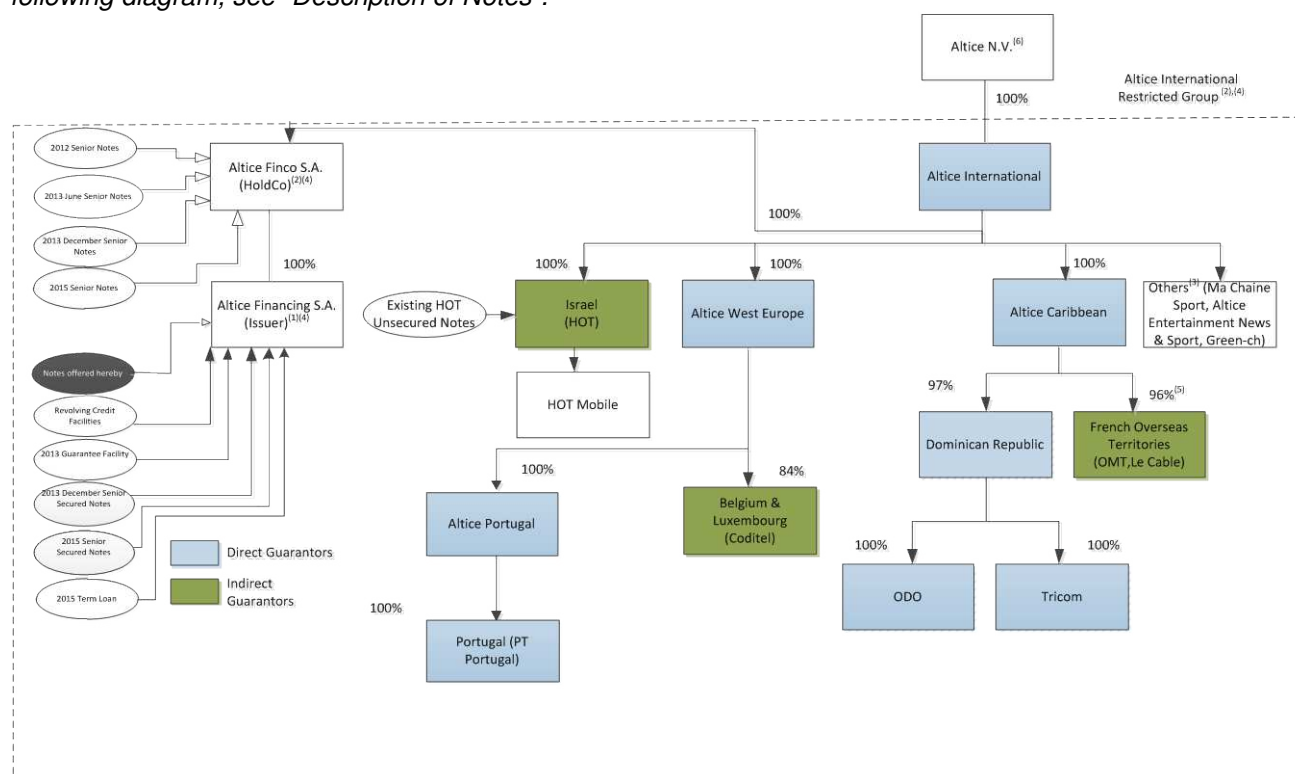 following diagram, see "Description of Notes".
Altice N.V.(6)
100%
Altice International
Restricted Group (2),(4)
2012 Senior Notes
2013 June Senior Notes
2013 December Senior
Notes
2015 Senior Notes
Altice Finco S.A.
(HoldCo)(2)(4)
100%
Altice Financing S.A.
(Issuer)(1)(4)
Notes offered hereby
Revolving Credit
Facilities
2013 Guarantee Facility
2013 December Senior
Secured Notes
2015 Senior
Secured Notes
2015 Term Loan
Direct Guarantors
Indirect
Guarantors
Altice International
100%
100%
100%
100%
Existing HOT
Unsecured Notes
Israel
(HOT)
Altice West Europe
Altice Caribbean
Others(3) (Ma Chaine
Sport, Altice
Entertainment News
& Sport, Green-ch)
HOT Mobile
97%
96%(5)
Dominican Republic
French Overseas
Territories
(OMT,Le Cable)
100%
84%
Altice Portugal
Belgium &
Luxembourg
(Coditel)
100%
100%
ODO
Tricom
100%
Portugal (PT
Portugal)